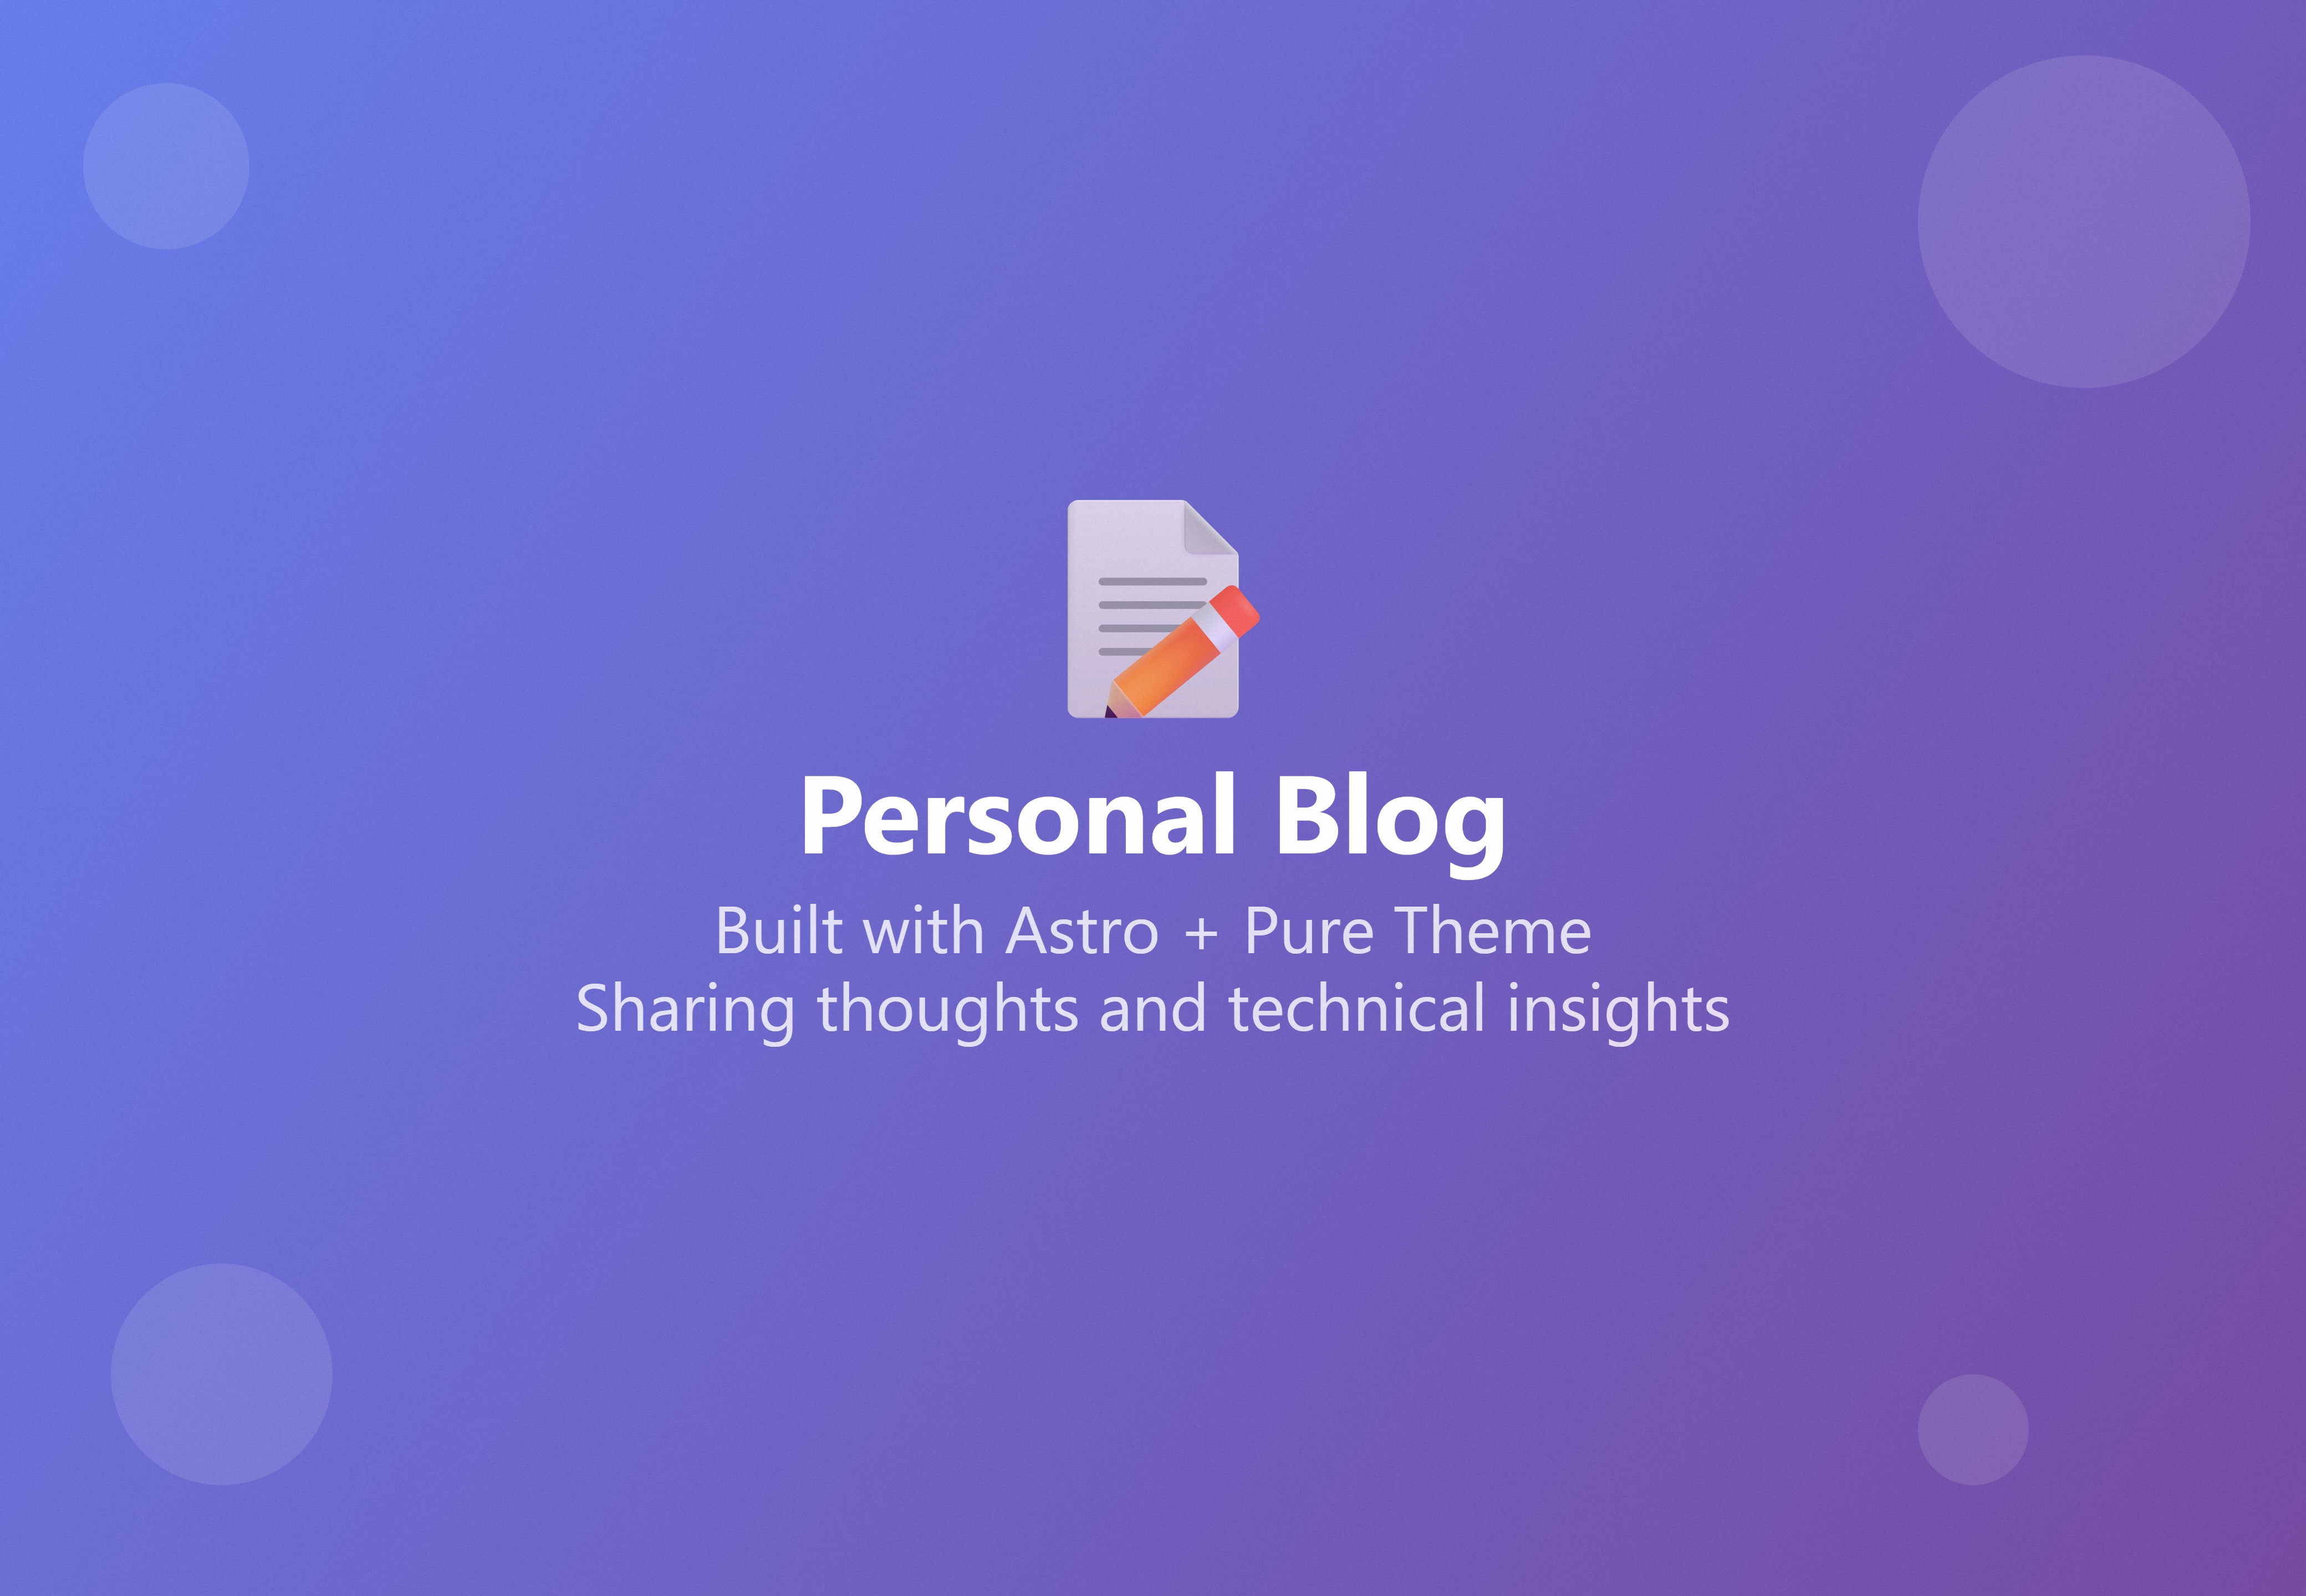 Personal Blog
Built with Astro + Pure Theme
Sharing thoughts and technical insights